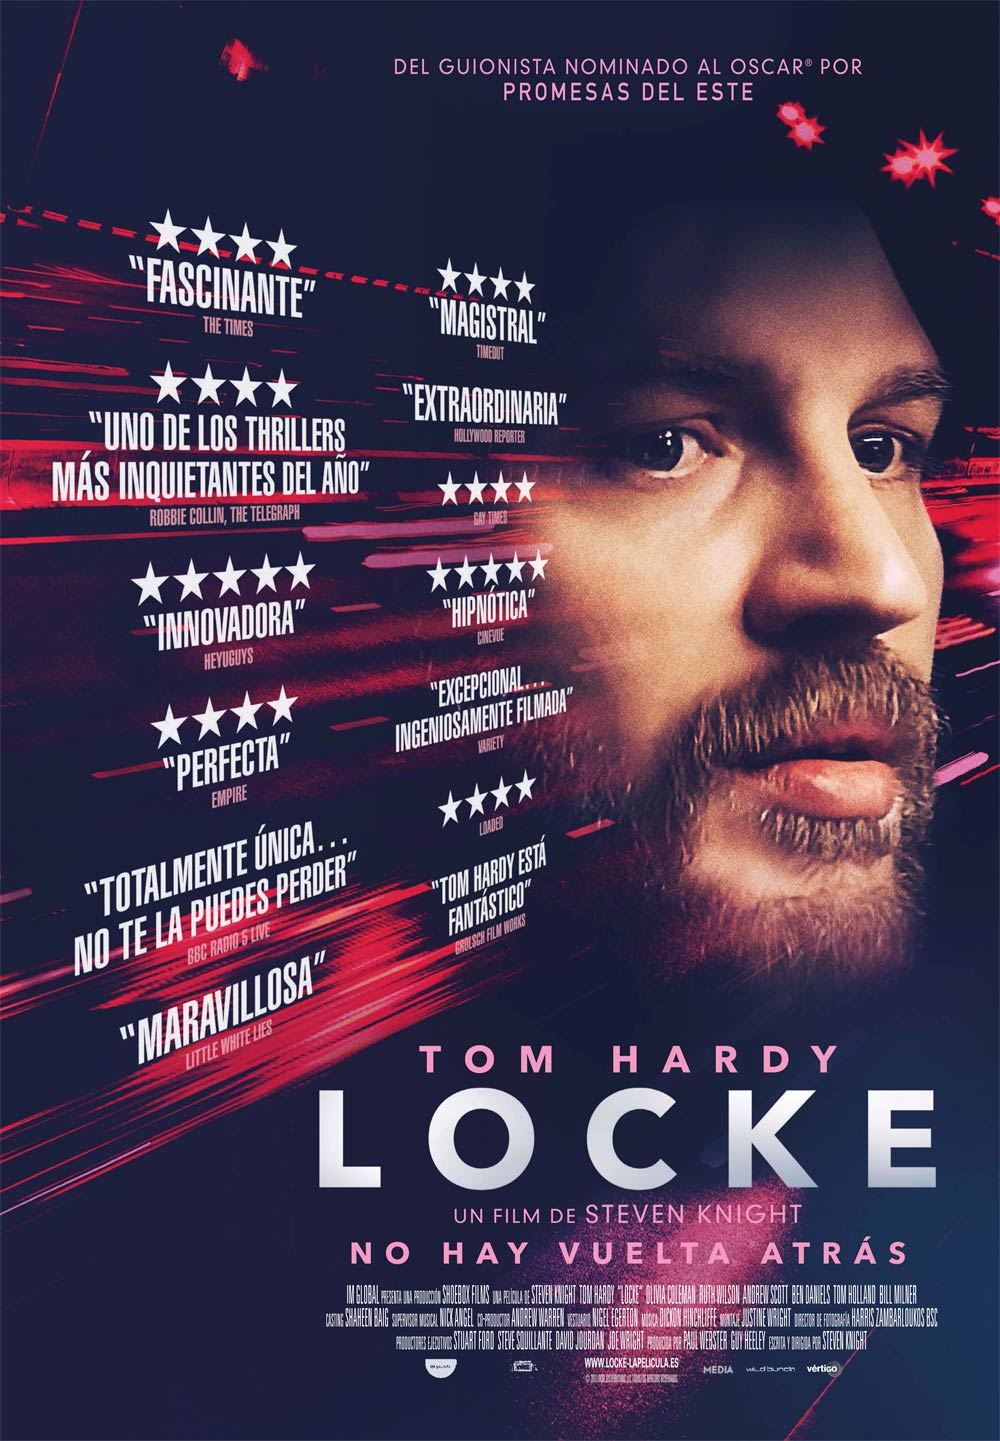 DEL GUIONISTA NOMINADO AL OSCAR® POR
PROMESAS DEL ESTE
"FASCINANTE"
THE TIMES
"UNO DE LOS THRILLERS
MÁS INQUIETANTES DEL AÑO"
ROBBIE COLLIN, THE TELEGRAPH
"INNOVADORA"
HEYUGUYS
"PERFECTA"
EMPIRE
"TOTALMENTE ÚNICA...
NO TE LA PUEDES PERDER"
BBC RADIO 5 LIVE
"MARAVILLOSA"
LITTLE WHITE LIES
"MAGISTRAL"
TIMEOUT
"EXTRAORDINARIA"
HOLLYWOOD REPORTER
GAY TIMES
"HIPNÓTICA"
CINEVUE
"EXCEPCIONAL...
INGENIOSAMENTE FILMADA"
VARIETY
LOADED
"TOM HARDY ESTÁ
FANTÁSTICO"
GROLSCH FILM WORKS
TOM HARDY
LOCKE
UN FILM DE STEVEN KNIGHT
NO HAY VUELTA ATRÁS
IM GLOBAL PRESENTA UNA PRODUCCIÓN SHOEBOX FILMS UNA PELÍCULA DE STEVEN KNIGHT TOM HARDY "LOCKE" OLIVIA COLEMAN RUTH WILSON ANDREW SCOTT BEN DANIELS TOM HOLLAND BILL MILNER
CASTING SHAHEEN BAIG SUPERVISOR MUSICAL NICK ANGEL CO-PRODUCTOR ANDREW WARREN VESTUARIO NIGEL EGERTON MÚSICA DICKON HINCHLIFFE MONTAJE JUSTINE WRIGHT DIRECTOR DE FOTOGRAFÍA HARRIS ZAMBARLOUKOS BSC
PRODUCTORES EJECUTIVOS STUART FORD STEVE SQUILLANTE DAVID JOURDAN JOE WRIGHT PRODUCIDA POR PAUL WEBSTER GUY HEELEY ESCRITA Y DIRIGIDA POR STEVEN KNIGHT
IM GLOBAL
WWW.LOCKE-LAPELICULA.ES
MEDIA
wild bunch
vértigo